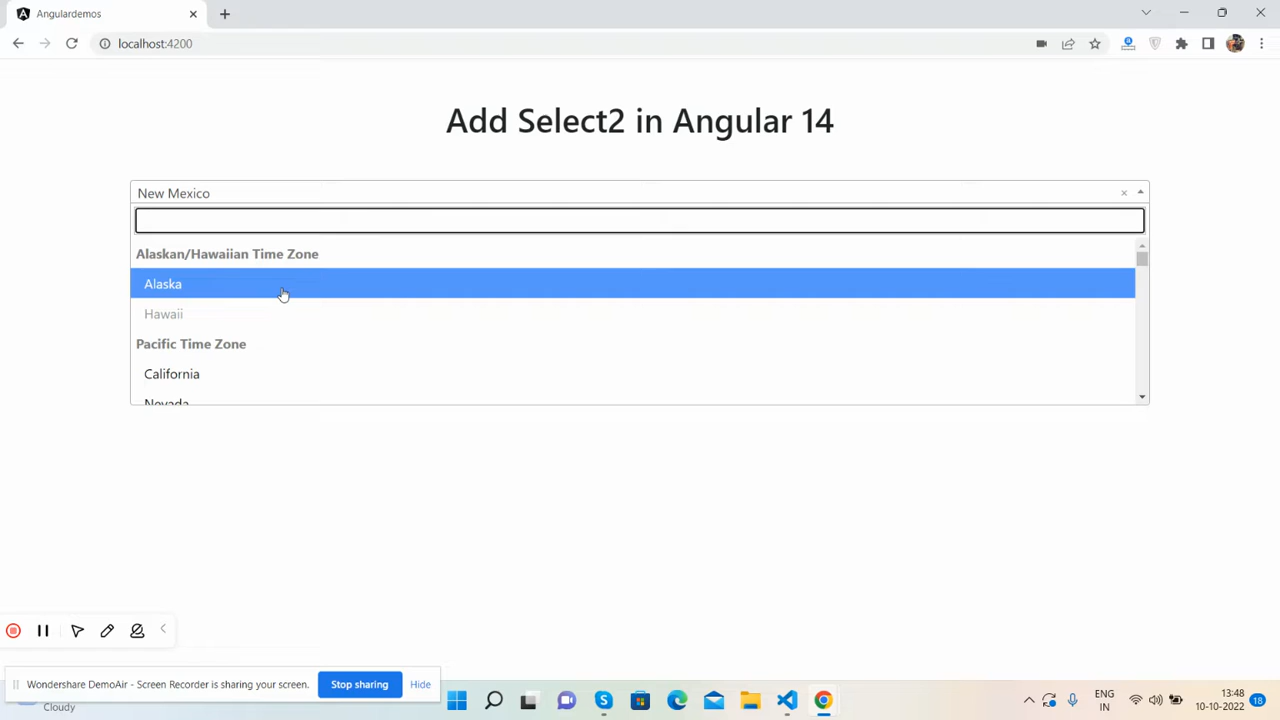 Angulardemos
localhost:4200
Add Select2 in Angular 14
New Mexico
Alaskan/Hawaiian Time Zone
Alaska
Hawaii
Pacific Time Zone
California
Nevada
Wondershare DemoAir - Screen Recorder is sharing your screen.
Stop sharing
Hide
Cloudy
ENG
IN
13:48
10-10-2022
18